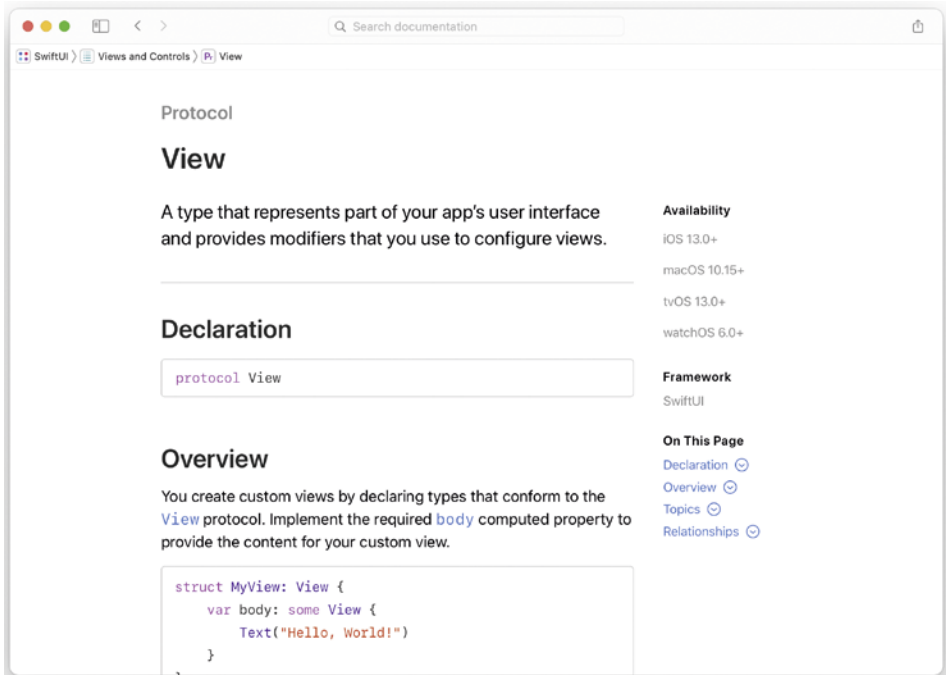 Search documentation
SwiftUI
Views and Controls
Pr View
Protocol
View
A type that represents part of your app's user interface
and provides modifiers that you use to configure views.
Declaration
protocol View
Overview
You create custom views by declaring types that conform to the
View protocol. Implement the required body computed property to
provide the content for your custom view.
struct MyView: View {
var body: some View {
Text("Hello, World!")
}
Availability
iOS 13.0+
macOS 10.15+
tvOS 13.0+
watchOS 6.0+
Framework
SwiftUI
On This Page
Declaration
Overview
Topics
Relationships